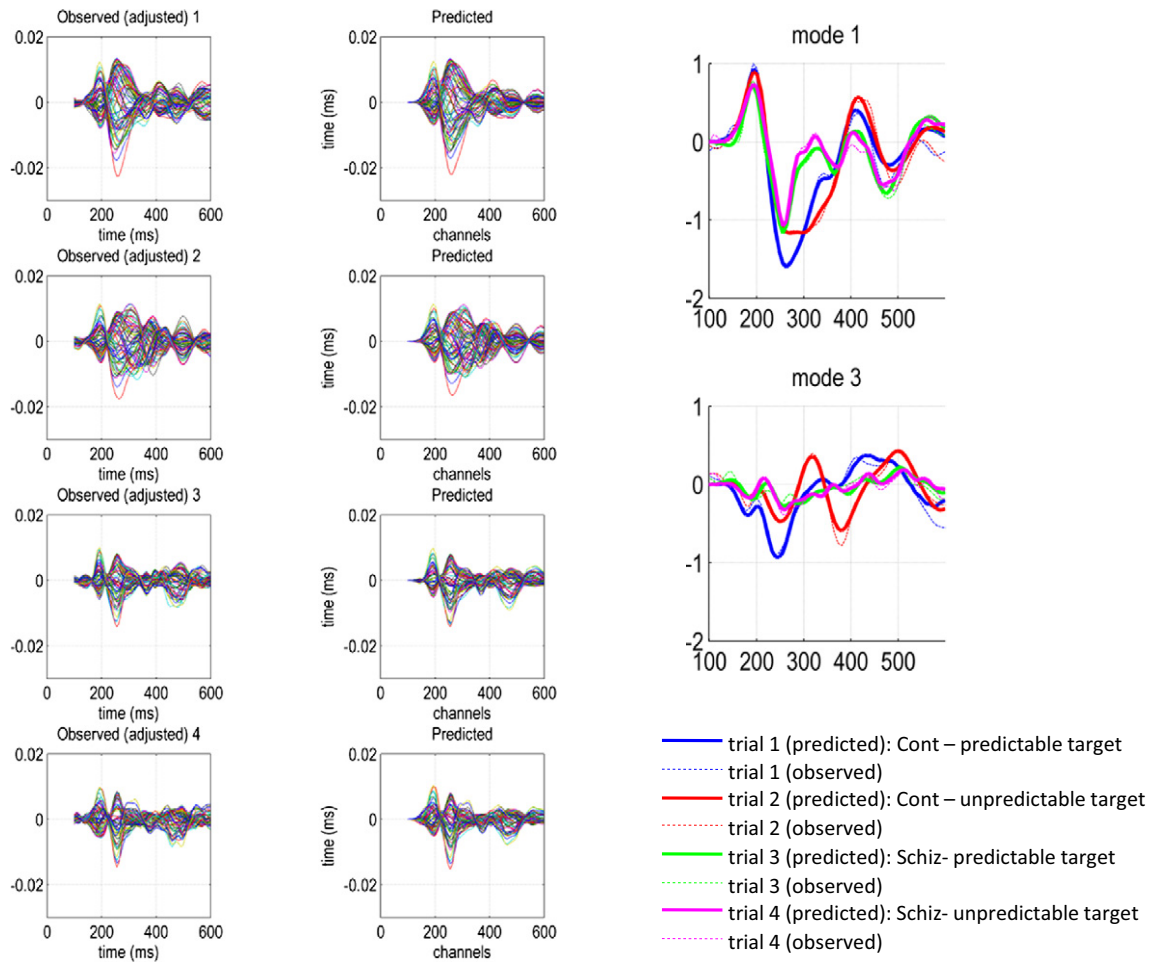 Observed (adjusted) 1
0.02
0
-0.02
0 200 400 600
time (ms)
Predicted
0.02
time (ms)
0
-0.02
0 200 400 600
channels
Observed (adjusted) 2
0.02
0
-0.02
0 200 400 600
time (ms)
Predicted
0.02
time (ms)
0
-0.02
0 200 400 600
channels
Observed (adjusted) 3
0.02
0
-0.02
0 200 400 600
time (ms)
Predicted
0.02
time (ms)
0
-0.02
0 200 400 600
channels
Observed (adjusted) 4
0.02
0
-0.02
0 200 400 600
time (ms)
Predicted
0.02
time (ms)
0
-0.02
0 200 400 600
channels
mode 1
1
0
-1
-2
100 200 300 400 500
mode 3
1
0
-1
-2
100 200 300 400 500
trial 1 (predicted): Cont – predictable target
trial 1 (observed)
trial 2 (predicted): Cont – unpredictable target
trial 2 (observed)
trial 3 (predicted): Schiz- predictable target
trial 3 (observed)
trial 4 (predicted): Schiz- unpredictable target
trial 4 (observed)